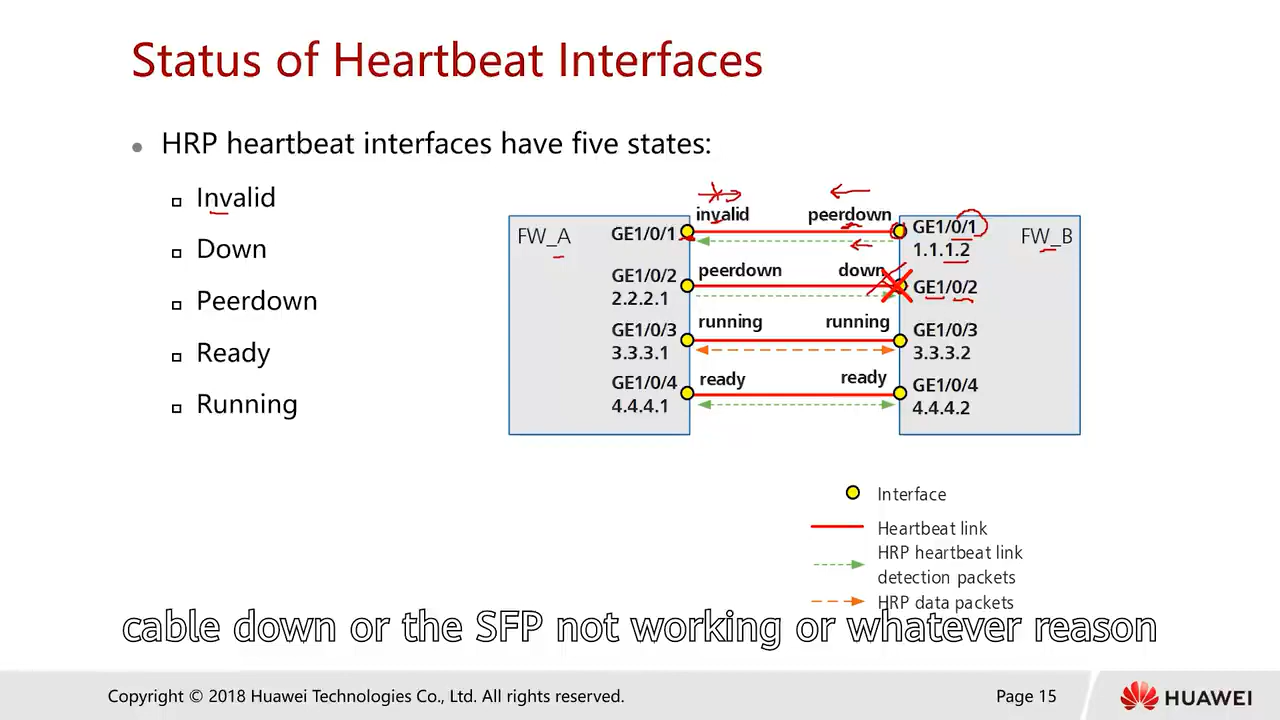 Status of Heartbeat Interfaces
HRP heartbeat interfaces have five states:
Invalid
Down
Peerdown
Ready
Running
FW_A
GE1/0/1
GE1/0/2
2.2.2.1
GE1/0/3
3.3.3.1
GE1/0/4
4.4.4.1
invalid peerdown
peerdown down
running running
ready ready
GE1/0/1
1.1.1.2
GE1/0/2
GE1/0/3
3.3.3.2
GE1/0/4
4.4.4.2
FW_B
Interface
Heartbeat link
HRP heartbeat link
detection packets
HRP data packets
cable down or the SFP not working or whatever reason
Copyright © 2018 Huawei Technologies Co., Ltd. All rights reserved.
Page 15
HUAWEI